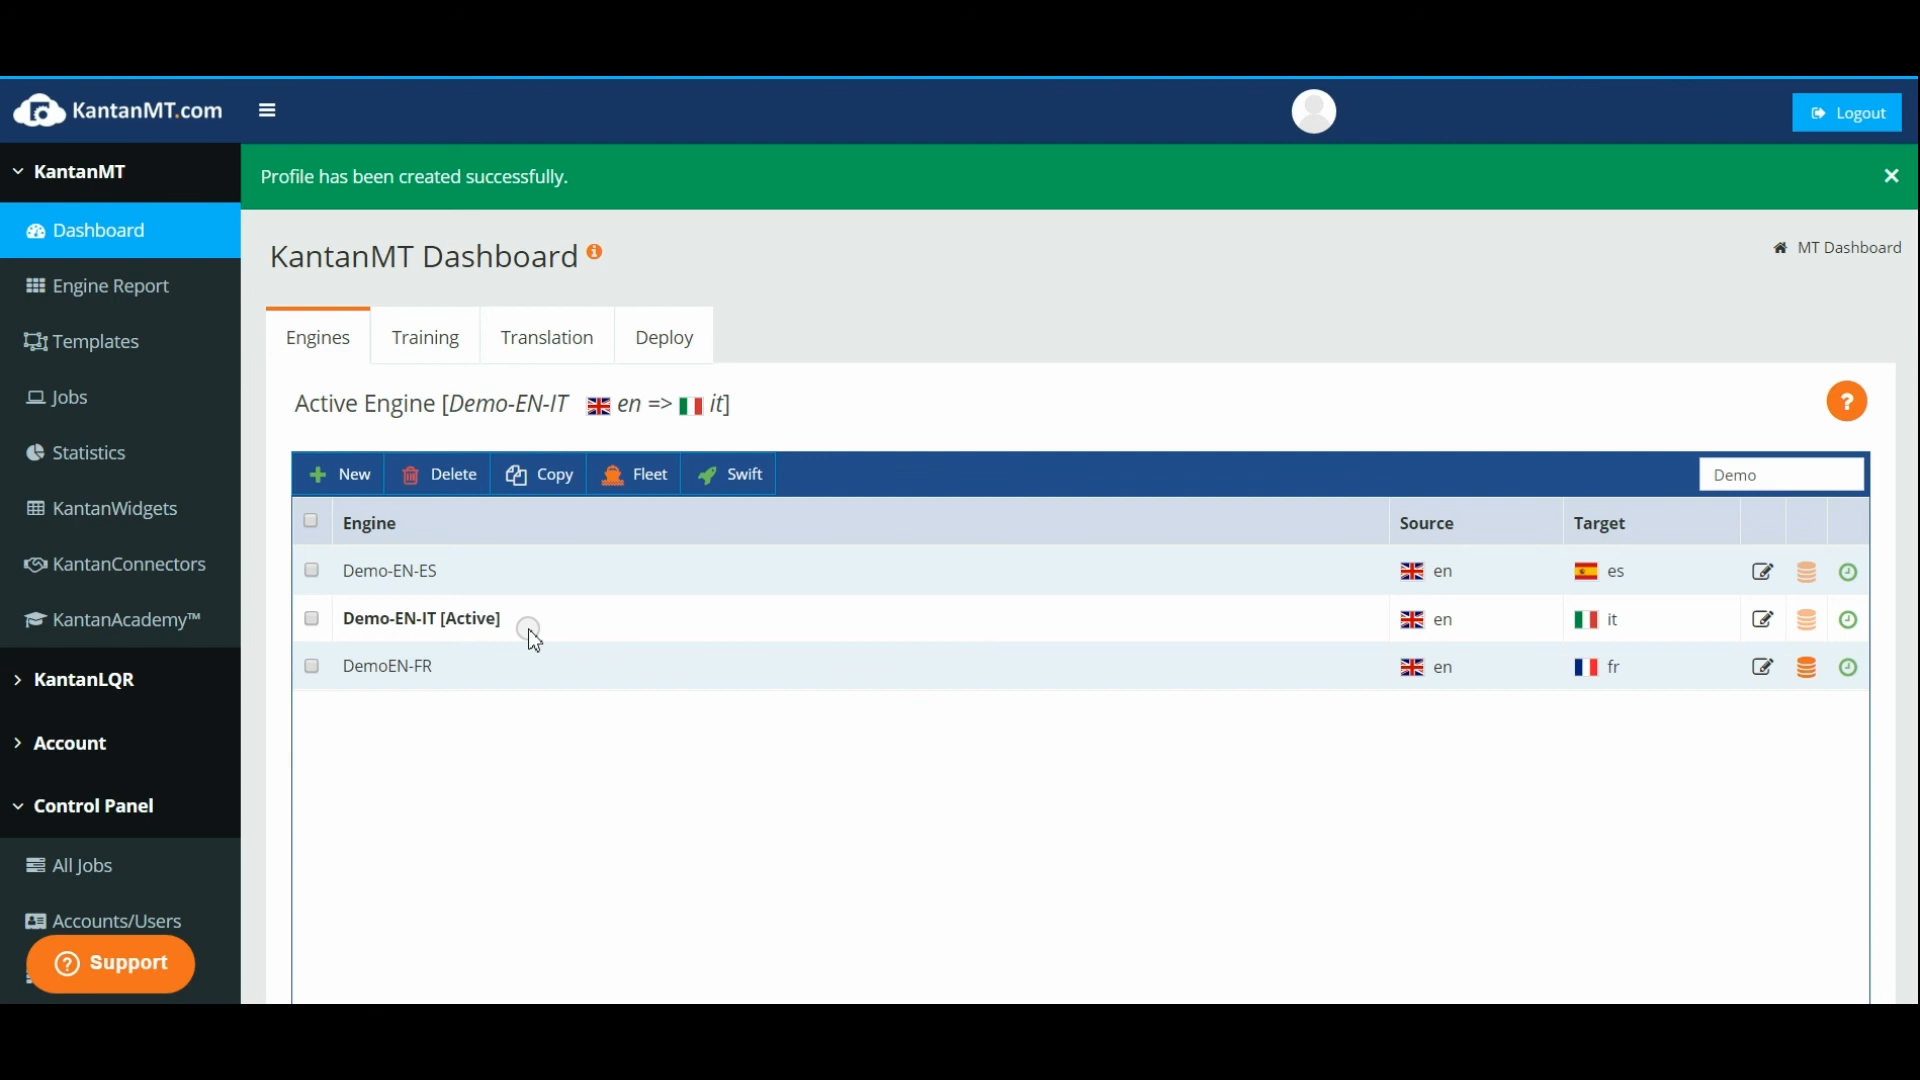 KantanMT.com
Logout
KantanMT
Profile has been created successfully.
Dashboard
KantanMT Dashboard
MT Dashboard
Engine Report
Templates
Jobs
Statistics
KantanWidgets
KantanConnectors
KantanAcademy™
KantanLQR
Account
Control Panel
All Jobs
Accounts/Users
Support
Engines Training Translation Deploy
Active Engine [Demo-EN-IT en => it]
?
New Delete Copy Fleet Swift Demo
Engine Source Target
Demo-EN-ES en es
Demo-EN-IT [Active] en it
DemoEN-FR en fr